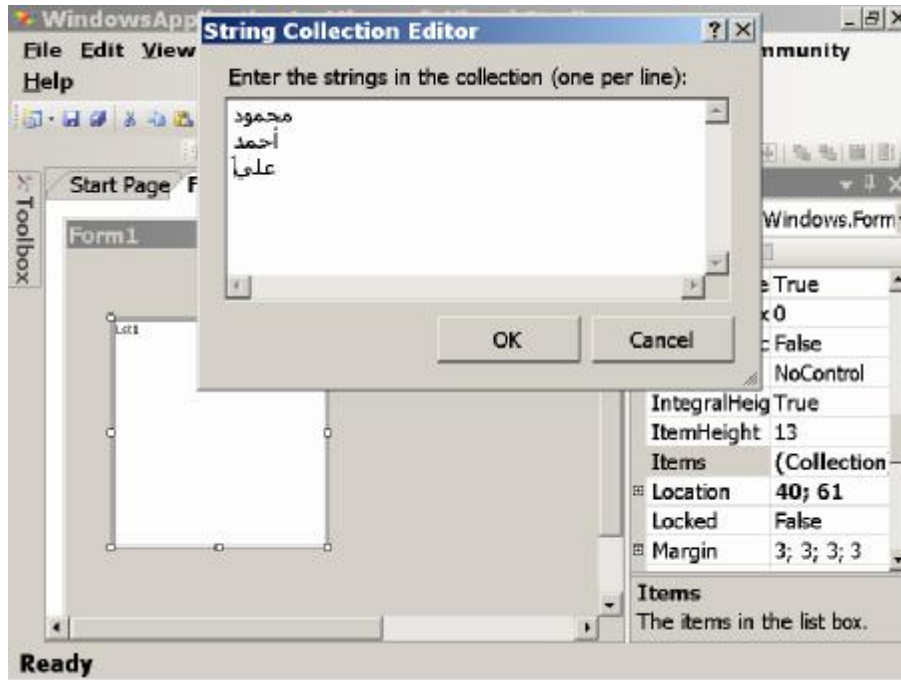 WindowsApp
File Edit View
mmunity
Help
String Collection Editor
Enter the strings in the collection (one per line):
محمود
أحمد
علي
OK Cancel
Toolbox
Start Page F
Form1
Lst1
Windows.Form
e True
x 0
c False
NoControl
IntegralHeig True
ItemHeight 13
Items (Collection
Location 40; 61
Locked False
Margin 3; 3; 3; 3
Items
The items in the list box.
Ready